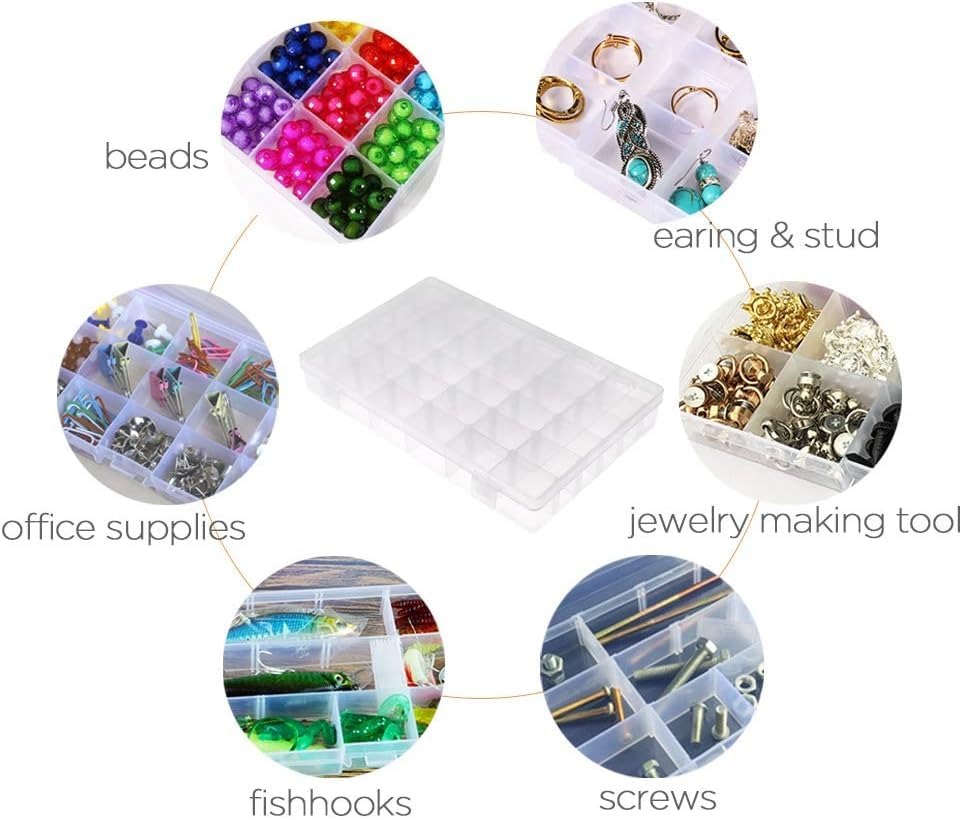 beads
earing & stud
office supplies
jewelry making tool
fishhooks
screws